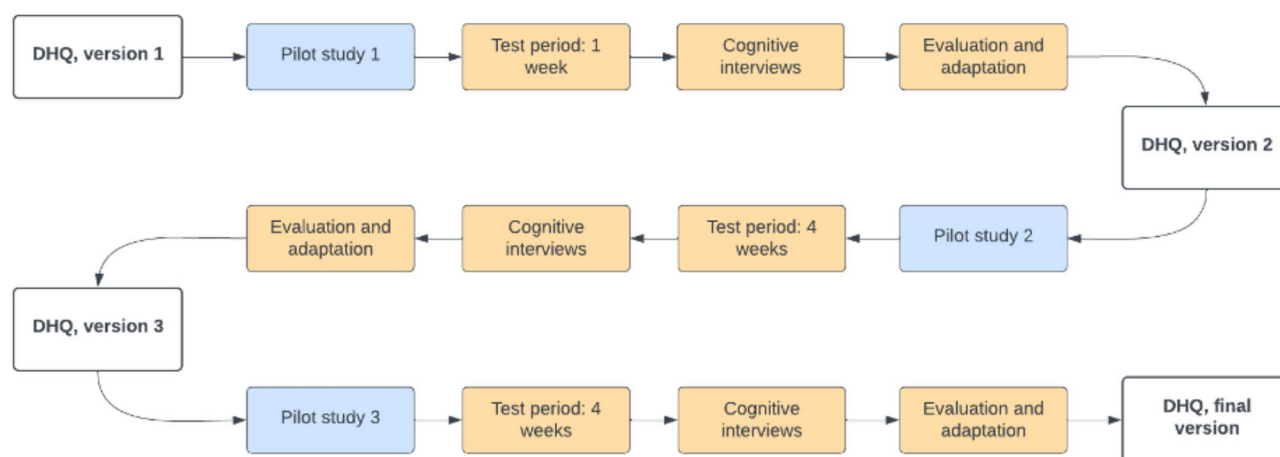 DHQ, version 1
Pilot study 1
Test period: 1
week
Cognitive
interviews
Evaluation and
adaptation
DHQ, version 2
Pilot study 2
Test period: 4
weeks
Cognitive
interviews
Evaluation and
adaptation
DHQ, version 3
Pilot study 3
Test period: 4
weeks
Cognitive
interviews
Evaluation and
adaptation
DHQ, final
version